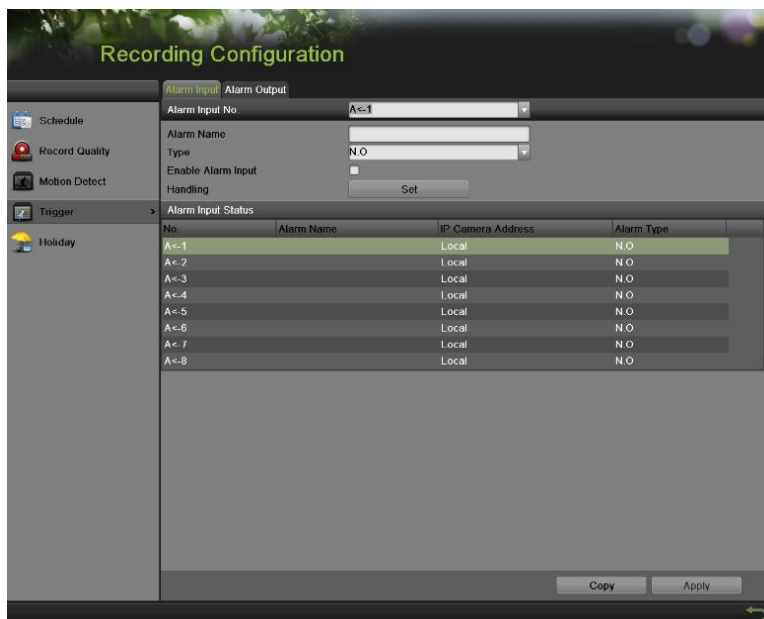 Recording Configuration
Alarm Input Alarm Output
Schedule
Record Quality
Motion Detect
Trigger >
Holiday
Alarm Input No. A<-1
Alarm Name
Type N.O
Enable Alarm Input
Handling Set
Alarm Input Status
No. Alarm Name IP Camera Address Alarm Type
A<-1 Local N.O
A<-2 Local N.O
A<-3 Local N.O
A<-4 Local N.O
A<-5 Local N.O
A<-6 Local N.O
A<-7 Local N.O
A<-8 Local N.O
Copy Apply